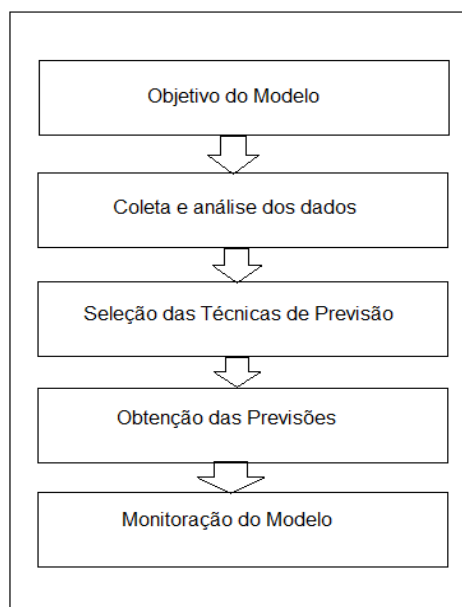 Objetivo do Modelo
Coleta e análise dos dados
Seleção das Técnicas de Previsão
Obtenção das Previsões
Monitoração do Modelo